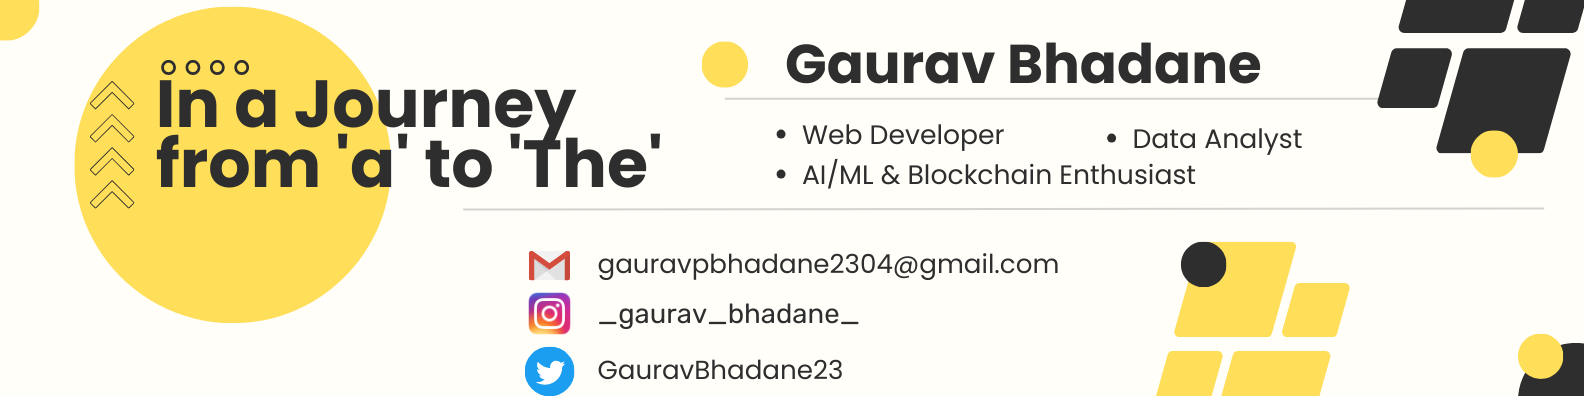 In a Journey
from 'a' to 'The'
Gaurav Bhadane
• Web Developer
• Data Analyst
• AI/ML & Blockchain Enthusiast
gauravpbhadane2304@gmail.com
_gaurav_bhadane_
GauravBhadane23